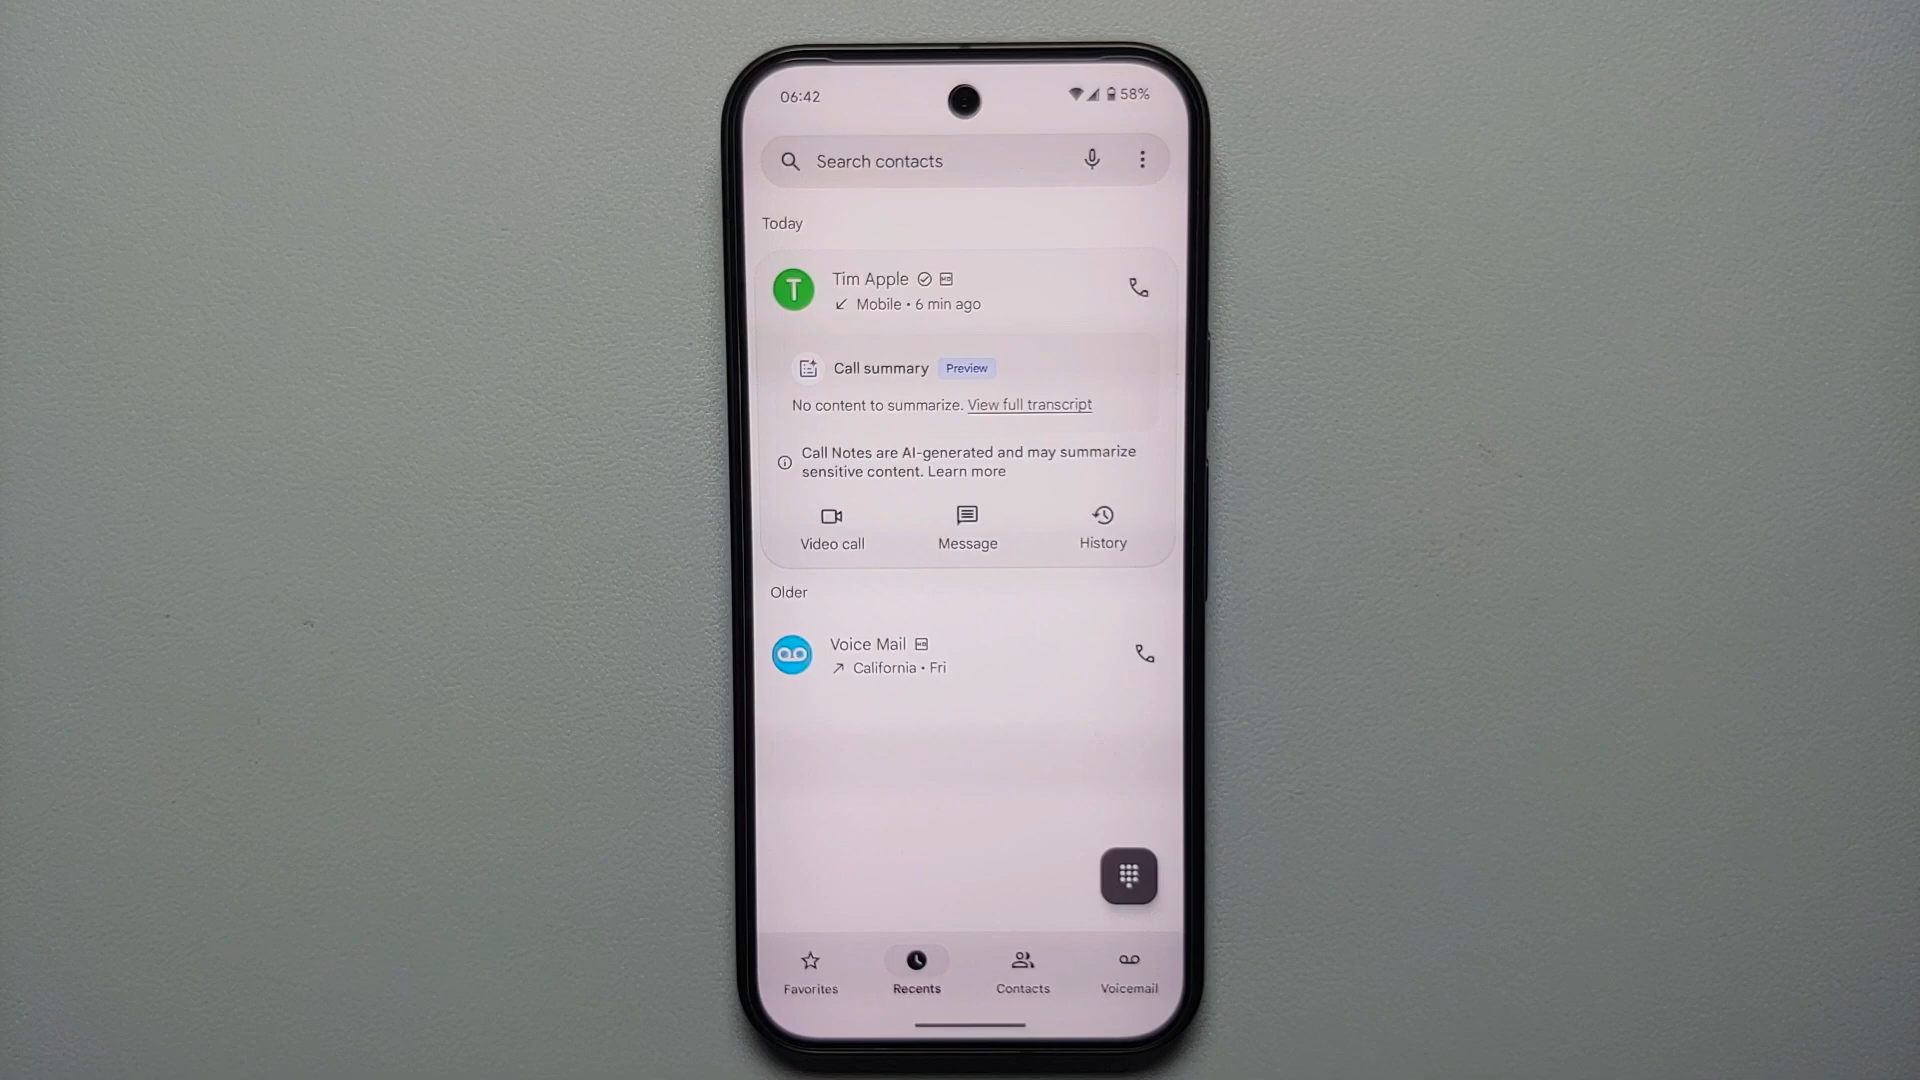 06:42
58%
Search contacts
Today
T
Tim Apple
Mobile • 6 min ago
Call summary Preview
No content to summarize. View full transcript
Call Notes are AI-generated and may summarize
sensitive content. Learn more
Video call Message History
Older
Voice Mail
California • Fri
Favorites Recents Contacts Voicemail